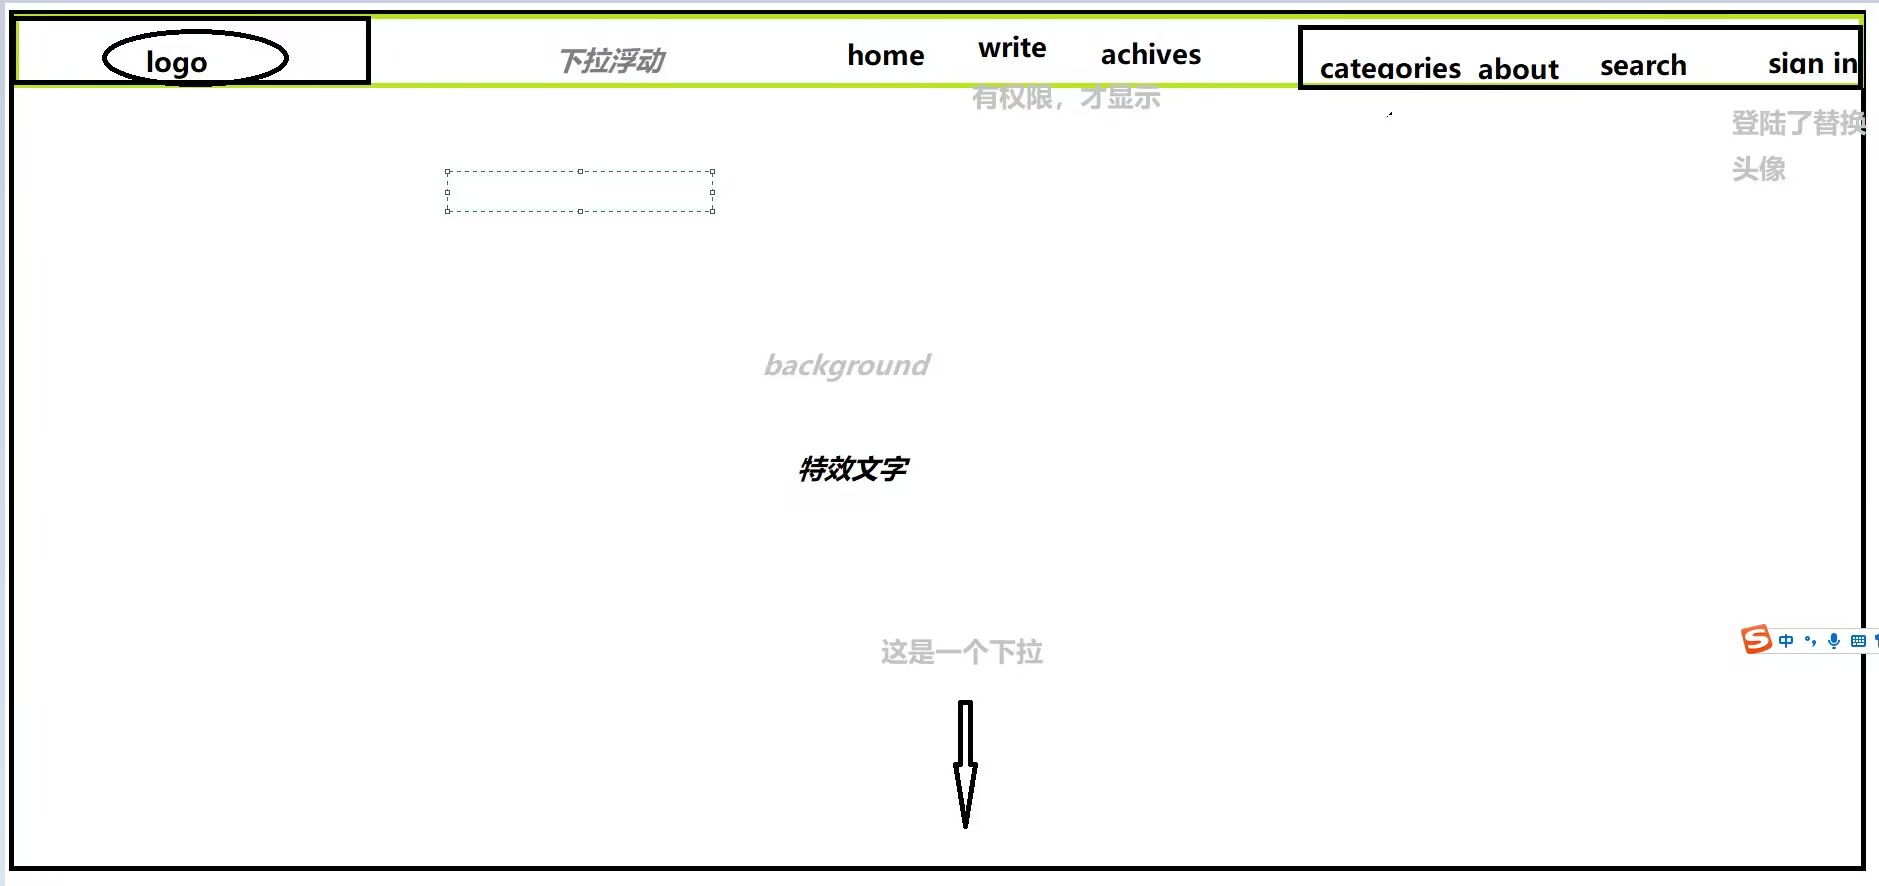 logo
下拉浮动
home
write
achives
categories
about
search
sign in
有权限，才显示
登陆了替换
头像
background
特效文字
中
这是一个下拉